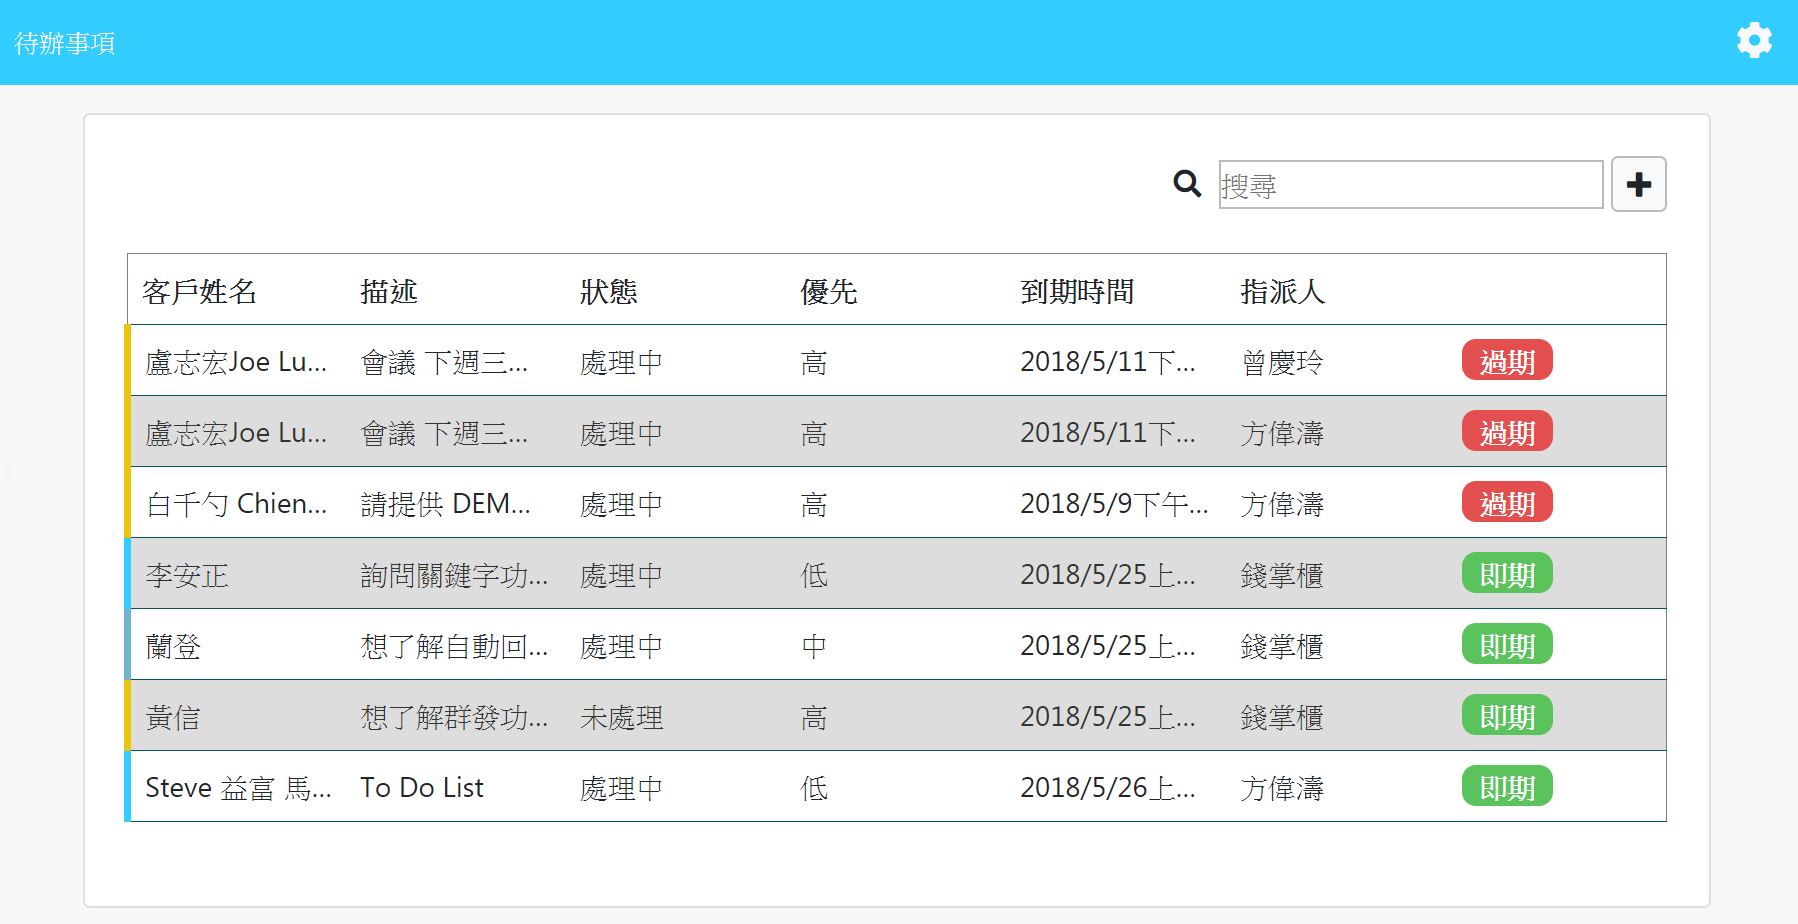 待辦事項
搜尋
客戶姓名 描述 狀態 優先 到期時間 指派人
盧志宏Joe Lu... 會議 下週三... 處理中 高 2018/5/11下... 曾慶玲 過期
盧志宏Joe Lu... 會議 下週三... 處理中 高 2018/5/11下... 方偉濤 過期
白千勺 Chien... 請提供 DEM... 處理中 高 2018/5/9下午... 方偉濤 過期
李安正 詢問關鍵字功... 處理中 低 2018/5/25上... 錢掌櫃 即期
蘭登 想了解自動回... 處理中 中 2018/5/25上... 錢掌櫃 即期
黃信 想了解群發功... 未處理 高 2018/5/25上... 錢掌櫃 即期
Steve 益富 馬... To Do List 處理中 低 2018/5/26上... 方偉濤 即期